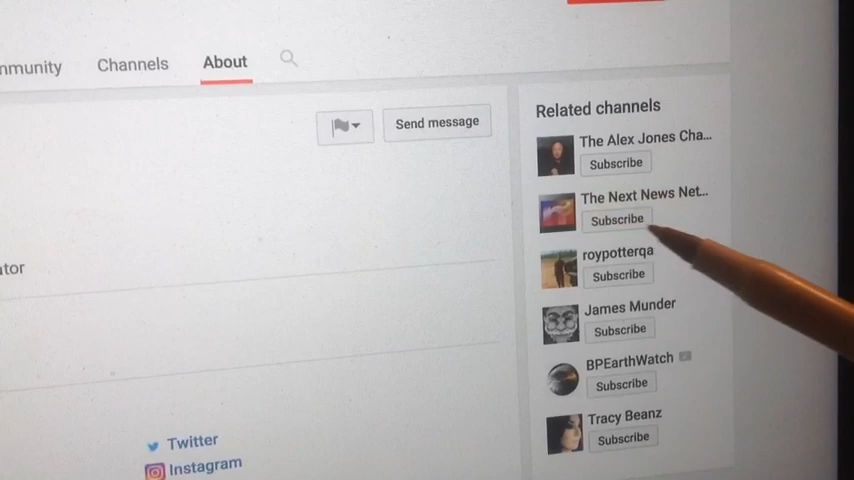 mmunity Channels About
Send message
Related channels
The Alex Jones Cha...
Subscribe
The Next News Net...
Subscribe
roypotterqa
Subscribe
James Munder
Subscribe
BPEarthWatch
Subscribe
Tracy Beanz
Subscribe
ator
Twitter
Instagram